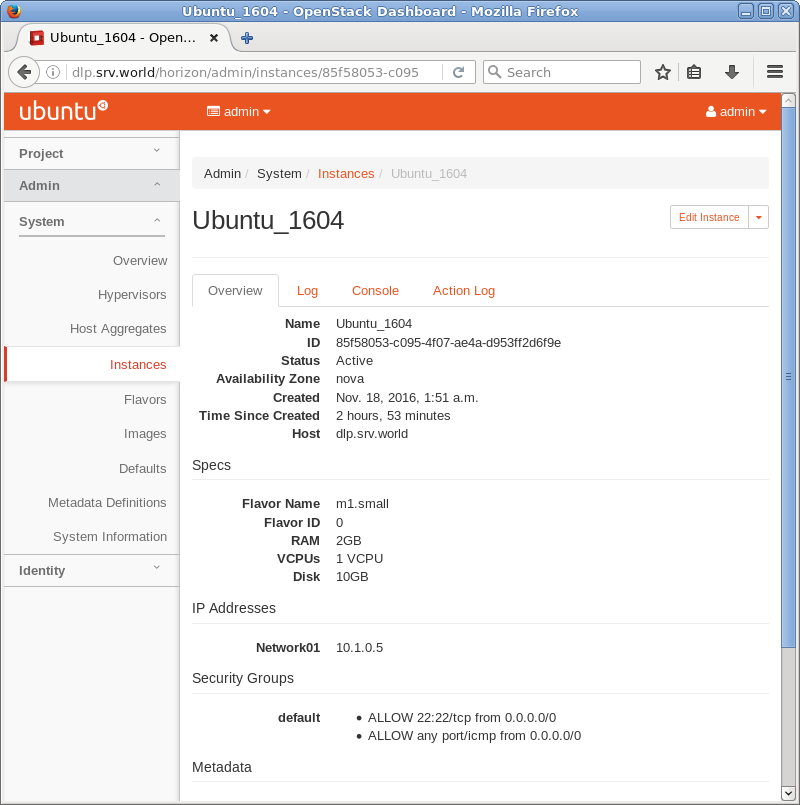 Ubuntu_1604 - OpenStack Dashboard - Mozilla Firefox
Ubuntu_1604 - Open...
dlp.srv.world/horizon/admin/instances/85f58053-c095
Search
ubuntu
admin
admin
Project
Admin
System
Overview
Hypervisors
Host Aggregates
Instances
Flavors
Images
Defaults
Metadata Definitions
System Information
Identity
Admin / System / Instances / Ubuntu_1604
Ubuntu_1604
Edit Instance
Overview Log Console Action Log
Name Ubuntu_1604
ID 85f58053-c095-4f07-ae4a-d953ff2d6f9e
Status Active
Availability Zone nova
Created Nov. 18, 2016, 1:51 a.m.
Time Since Created 2 hours, 53 minutes
Host dlp.srv.world
Specs
Flavor Name m1.small
Flavor ID 0
RAM 2GB
VCPUs 1 VCPU
Disk 10GB
IP Addresses
Network01 10.1.0.5
Security Groups
default • ALLOW 22:22/tcp from 0.0.0.0/0
• ALLOW any port/icmp from 0.0.0.0/0
Metadata